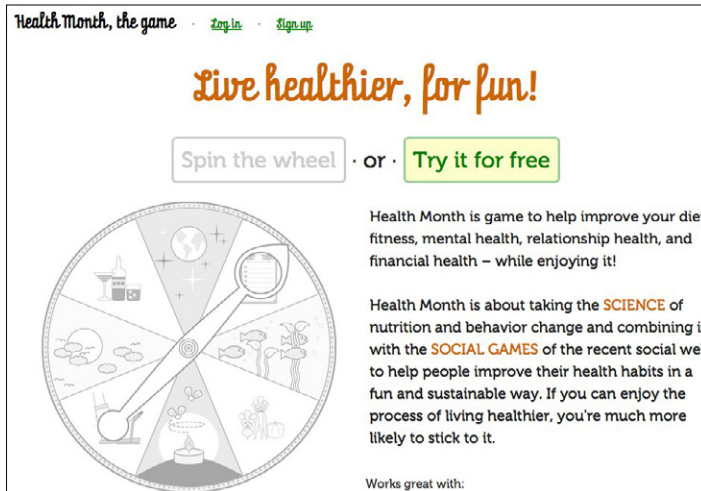 Health Month, the game · Log in · Sign up
Live healthier, for fun!
Spin the wheel · or · Try it for free
Health Month is game to help improve your die
fitness, mental health, relationship health, and
financial health – while enjoying it!
Health Month is about taking the SCIENCE of
nutrition and behavior change and combining i
with the SOCIAL GAMES of the recent social we
to help people improve their health habits in a
fun and sustainable way. If you can enjoy the
process of living healthier, you're much more
likely to stick to it.
Works great with: